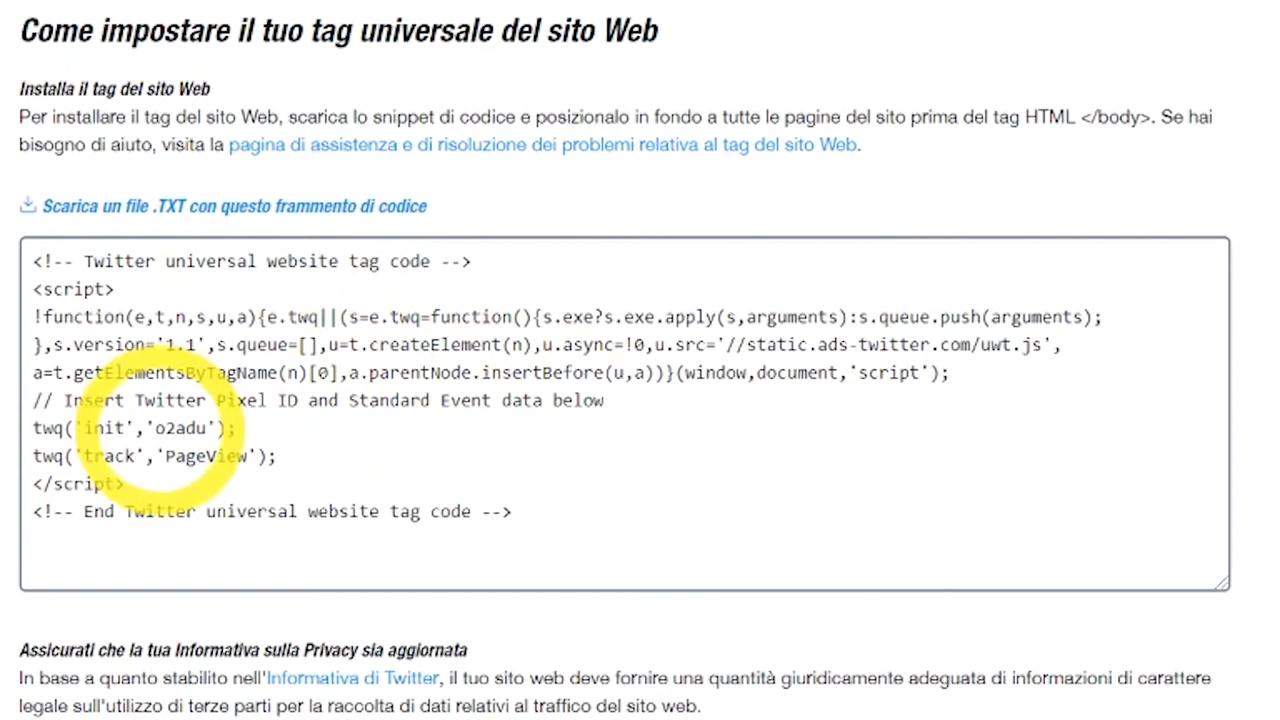 Come impostare il tuo tag universale del sito Web
Installa il tag del sito Web
Per installare il tag del sito Web, scarica lo snippet di codice e posizionalo in fondo a tutte le pagine del sito prima del tag HTML </body>. Se hai
bisogno di aiuto, visita la pagina di assistenza e di risoluzione dei problemi relativa al tag del sito Web.
Scarica un file .TXT con questo frammento di codice
<!-- Twitter universal website tag code -->
<script>
!function(e,t,n,s,u,a){e.twq||(s=e.twq=function(){s.exe?s.exe.apply(s,arguments):s.queue.push(arguments);
},s.version='1.1',s.queue=[],u=t.createElement(n),u.async=!0,u.src='//static.ads-twitter.com/uwt.js',
a=t.getElementsByTagName(n)[0],a.parentNode.insertBefore(u,a))}(window,document,'script');
// Insert Twitter Pixel ID and Standard Event data below
twq('init','o2adu');
twq('track','PageView');
</script>
<!-- End Twitter universal website tag code -->
Assicurati che la tua Informativa sulla Privacy sia aggiornata
In base a quanto stabilito nell'Informativa di Twitter, il tuo sito web deve fornire una quantità giuridicamente adeguata di informazioni di carattere
legale sull'utilizzo di terze parti per la raccolta di dati relativi al traffico del sito web.